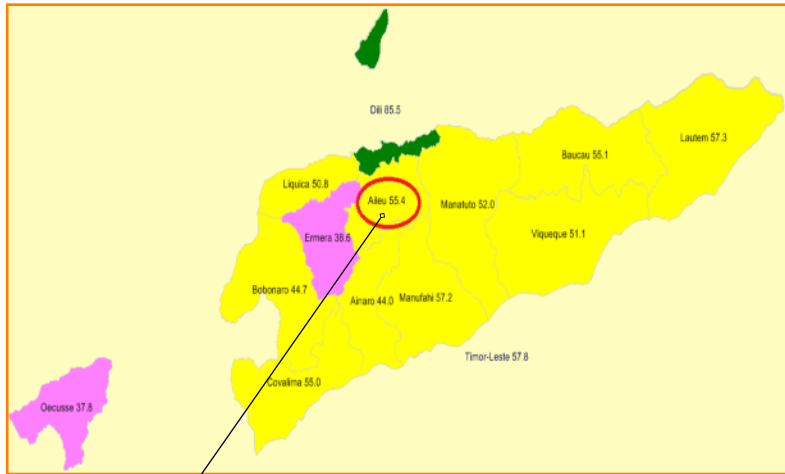 Dili 85.5
Lautem 57.3
Baucau 55.1
Liquica 50.8
Aileu 55.4
Manatuto 52.0
Viqueque 51.1
Ermera 38.6
Bobonaro 44.7
Ainaro 44.0
Manufahi 57.2
Timor-Leste 57.8
Covalima 55.0
Oecusse 37.8